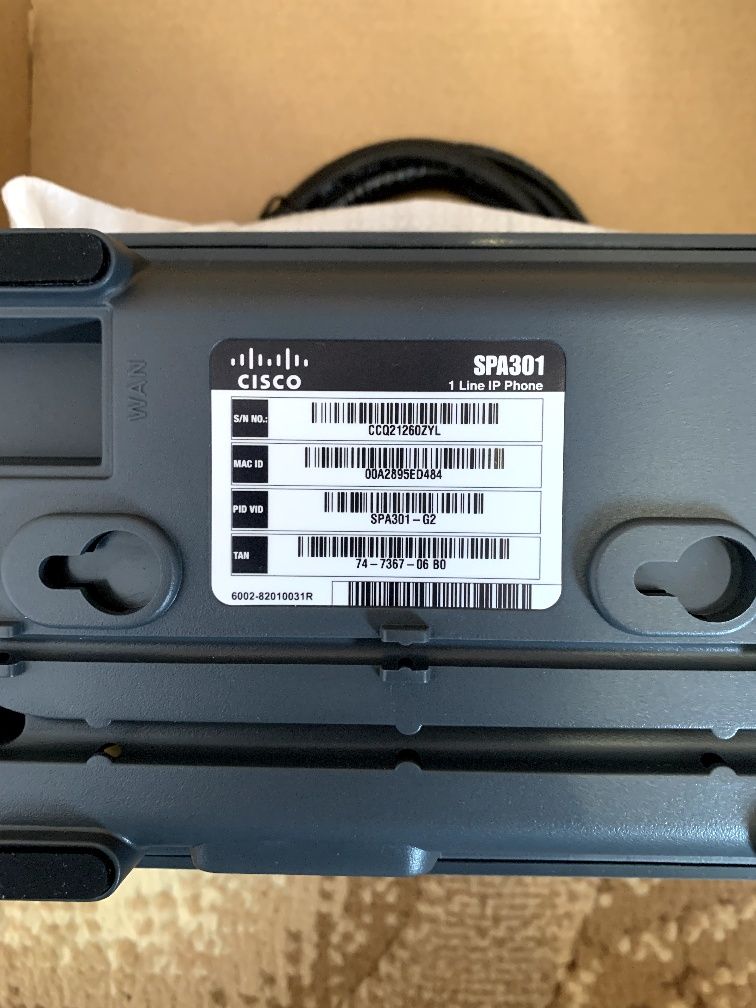 WAN
CISCO
SPA301
1 Line IP Phone
S/N NO.:
CCQ21260ZYL
MAC ID
00A2895ED484
PID VID
SPA301-G2
TAN
74-7367-06 B0
6002-82010031R